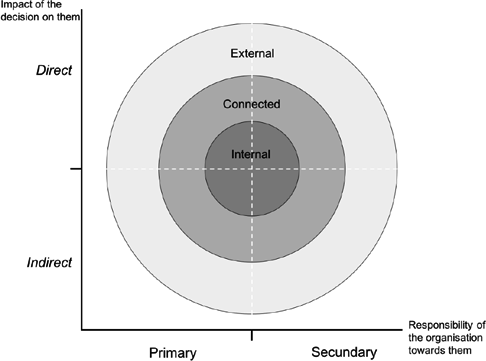 Impact of the
decision on them
Direct
External
Connected
Internal
Indirect
Responsibility of
the organisation
towards them
Primary
Secundary